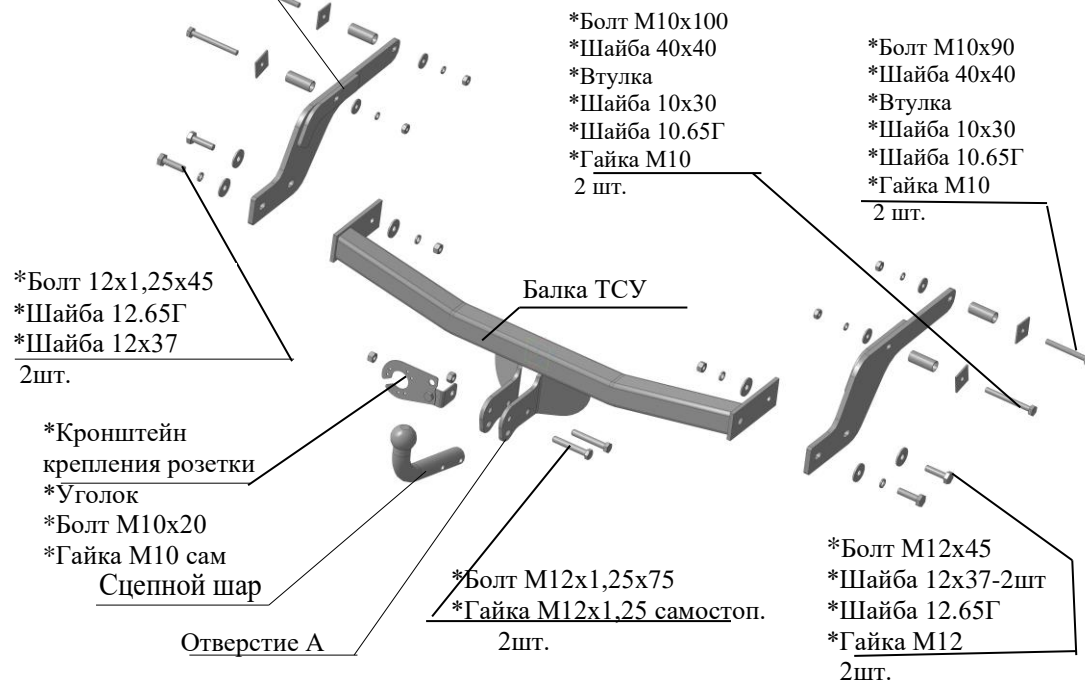 *Болт М10х100
*Шайба 40х40
*Втулка
*Шайба 10х30
*Шайба 10.65Г
*Гайка М10
2 шт.
*Болт М10х90
*Шайба 40х40
*Втулка
*Шайба 10х30
*Шайба 10.65Г
*Гайка М10
2 шт.
*Болт 12х1,25х45
*Шайба 12.65Г
*Шайба 12х37
2шт.
Балка ТСУ
*Кронштейн
крепления розетки
*Уголок
*Болт М10х20
*Гайка М10 сам
Сцепной шар
Отверстие А
*Болт М12х1,25х75
*Гайка М12х1,25 самостоп.
2шт.
*Болт М12х45
*Шайба 12х37-2шт
*Шайба 12.65Г
*Гайка М12
2шт.